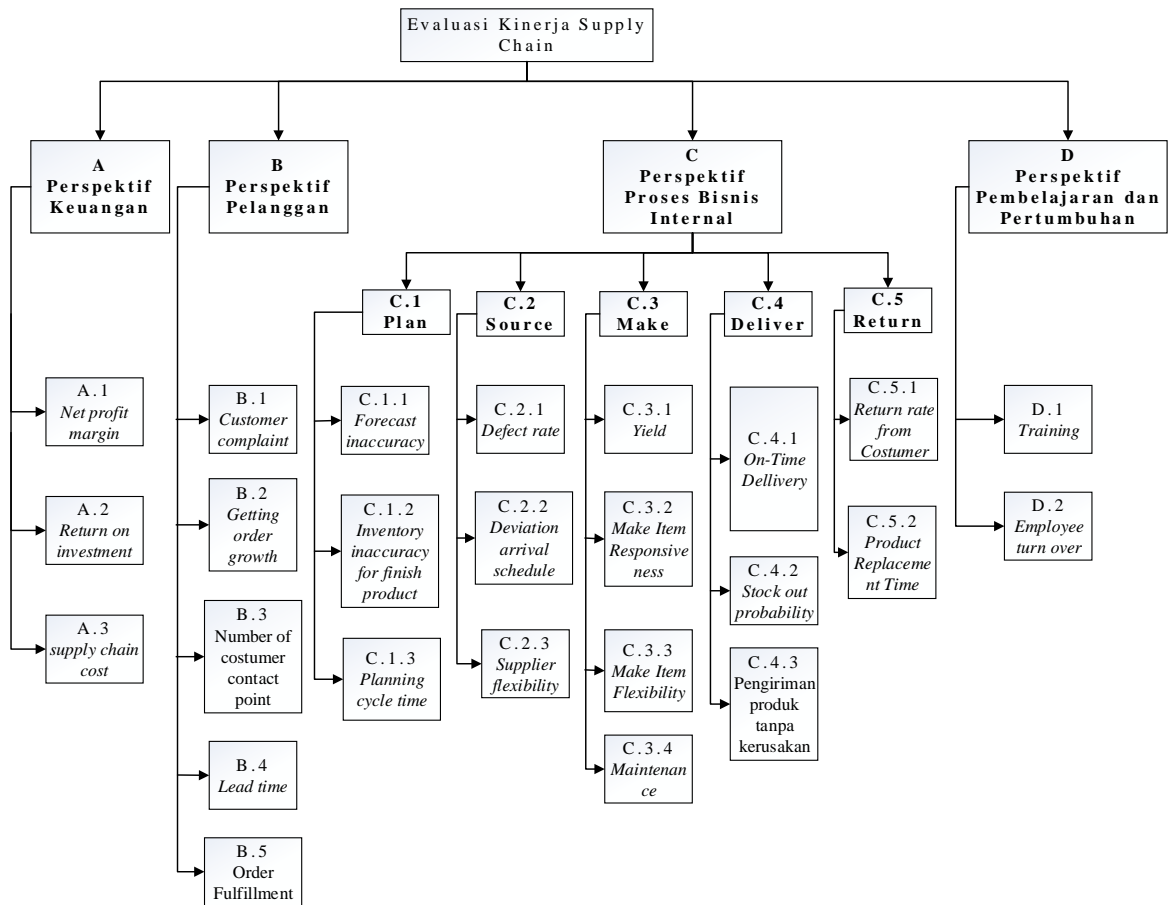 Evaluasi Kinerja Supply
Chain
A
Perspektif
Keuangan
B
Perspektif
Pelanggan
C
Perspektif
Proses Bisnis
Internal
D
Perspektif
Pembelajaran dan
Pertumbuhan
C.1
Plan
C.2
Source
C.3
Make
C.4
Deliver
C.5
Return
A.1
Net profit
margin
A.2
Return on
investment
A.3
supply chain
cost
B.1
Customer
complaint
B.2
Getting
order
growth
B.3
Number of
costumer
contact
point
B.4
Lead time
B.5
Order
Fulfillment
C.1.1
Forecast
inaccuracy
C.1.2
Inventory
inaccuracy
for finish
product
C.1.3
Planning
cycle time
C.2.1
Defect rate
C.2.2
Deviation
arrival
schedule
C.2.3
Supplier
flexibility
C.3.1
Yield
C.3.2
Make Item
Responsive
ness
C.3.3
Make Item
Flexibility
C.3.4
Maintenan
ce
C.4.1
On-Time
Dellivery
C.4.2
Stock out
probability
C.4.3
Pengiriman
produk
tanpa
kerusakan
C.5.1
Return rate
from
Costumer
C.5.2
Product
Replaceme
nt Time
D.1
Training
D.2
Employee
turn over